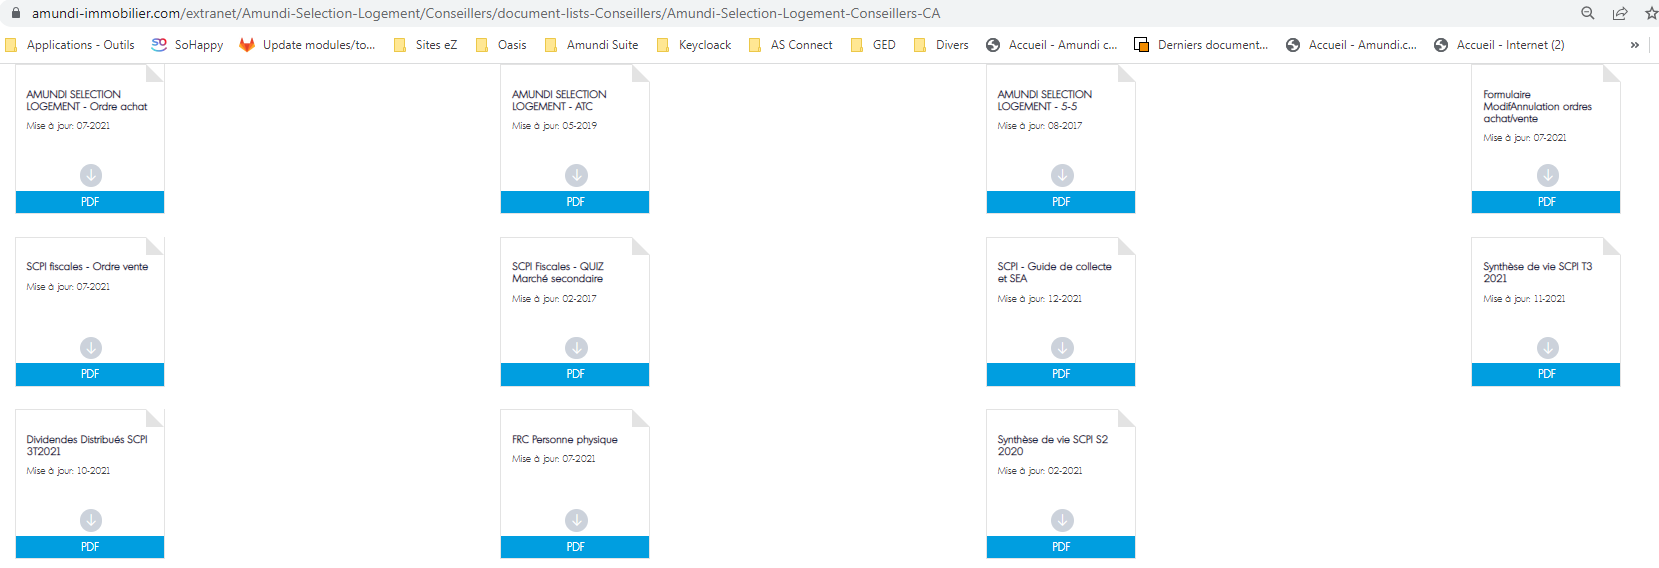 amundi-immobilier.com/extranet/Amundi-Selection-Logement/Conseillers/document-lists-Conseillers/Amundi-Selection-Logement-Conseillers-CA
Applications - Outils SoHappy Update modules/to... Sites eZ Oasis Amundi Suite Keycloack AS Connect GED Divers Accueil - Amundi c... Derniers document... Accueil - Amundi.c... Accueil - Internet (2) »
AMUNDI SELECTION
LOGEMENT - Ordre achat
Mise à jour: 07-2021
PDF
AMUNDI SELECTION
LOGEMENT - ATC
Mise à jour: 05-2019
PDF
AMUNDI SELECTION
LOGEMENT - 5-5
Mise à jour: 08-2017
PDF
Formulaire
ModifAnnulation ordres
achat/vente
Mise à jour: 07-2021
PDF
SCPI fiscales - Ordre vente
Mise à jour: 07-2021
PDF
SCPI Fiscales - QUIZ
Marché secondaire
Mise à jour: 02-2017
PDF
SCPI - Guide de collecte
et SEA
Mise à jour: 12-2021
PDF
Synthèse de vie SCPI T3
2021
Mise à jour: 11-2021
PDF
Dividendes Distribués SCPI
3T2021
Mise à jour: 10-2021
PDF
FRC Personne physique
Mise à jour: 07-2021
PDF
Synthèse de vie SCPI S2
2020
Mise à jour: 02-2021
PDF